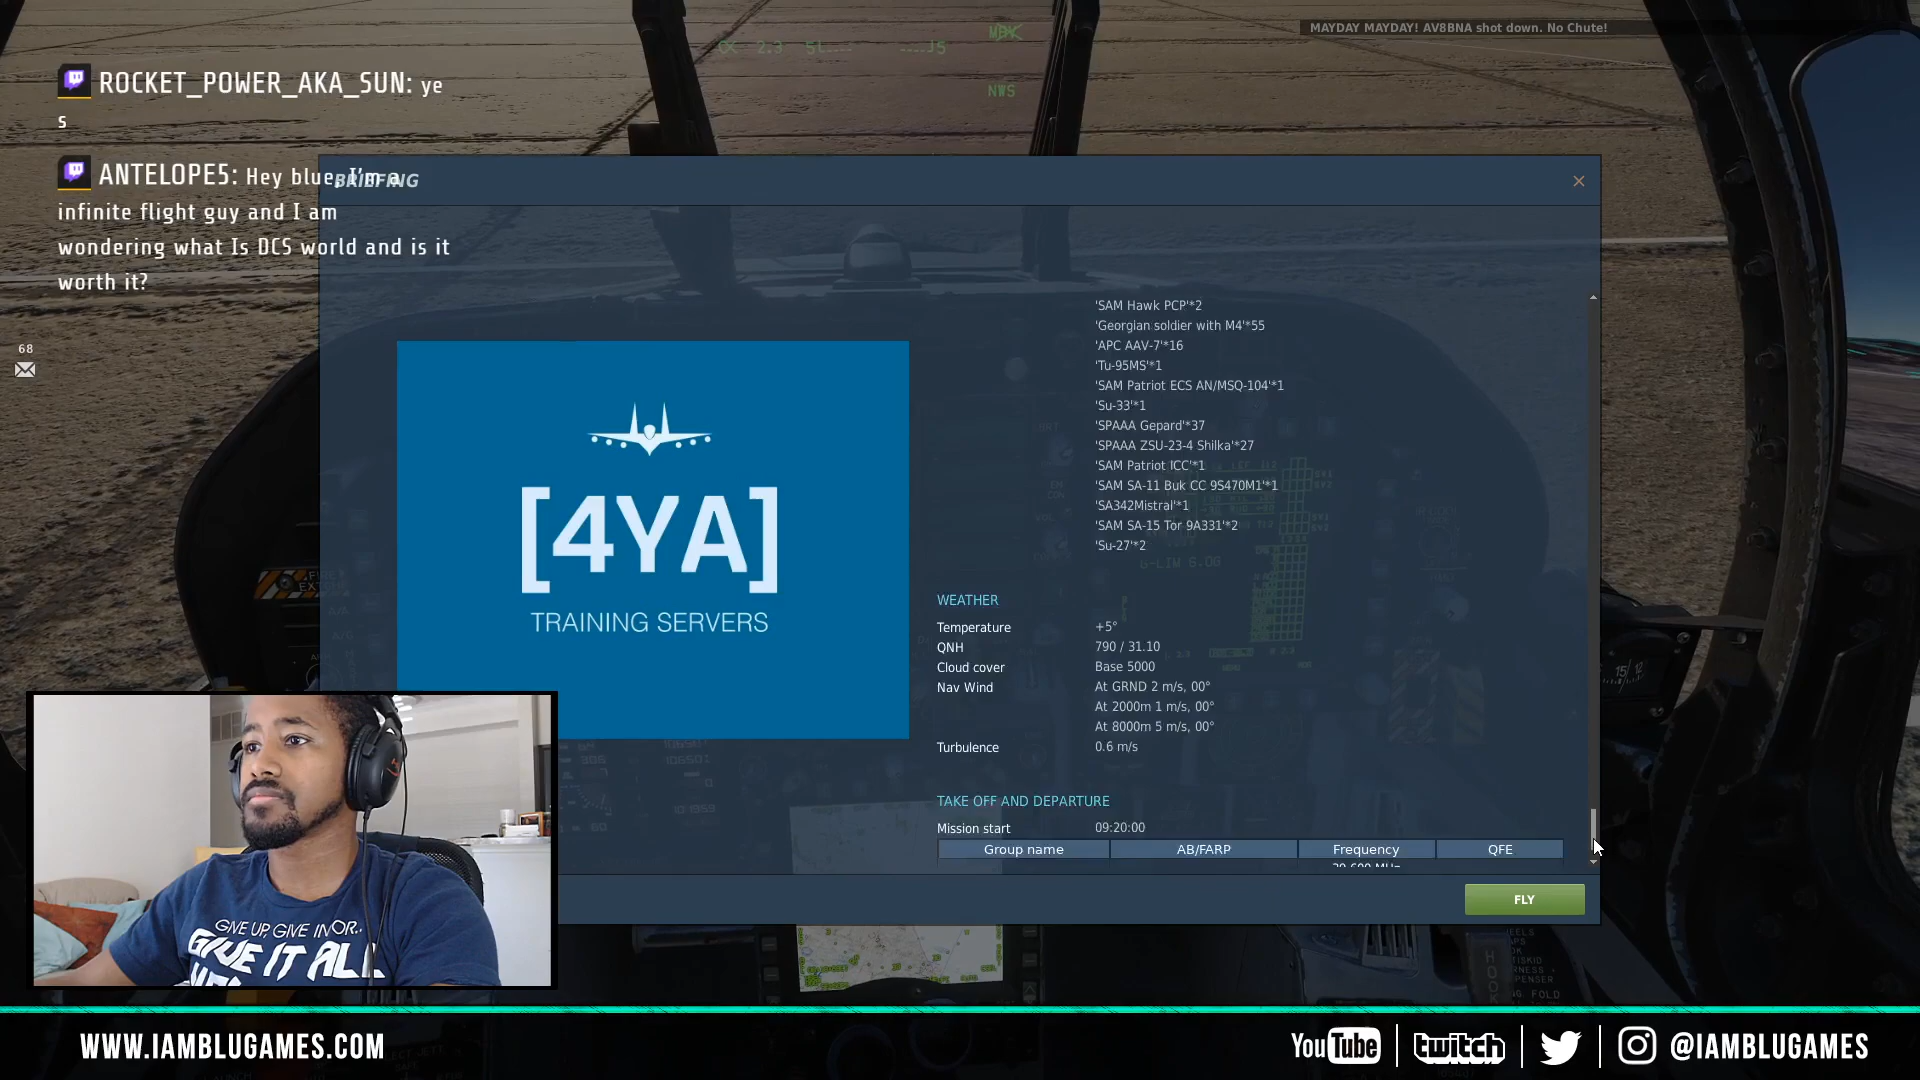 MAYDAY MAYDAY! AV8BNA shot down. No Chute!
NWS
ROCKET_POWER_AKA_SUN: ye
s
ANTELOPE5: Hey blue, I'm a
infinite flight guy and I am
wondering what Is DCS world and is it
worth it?
68
BRIEFING
'SAM Hawk PCP'*2
'Georgian soldier with M4'*55
'APC AAV-7'*16
'Tu-95MS'*1
'SAM Patriot ECS AN/MSQ-104'*1
'Su-33'*1
'SPAAA Gepard'*37
'SPAAA ZSU-23-4 Shilka'*27
'SAM Patriot ICC'*1
'SAM SA-11 Buk CC 9S470M1'*1
'SA342Mistral'*1
'SAM SA-15 Tor 9A331'*2
'Su-27'*2
[4YA]
TRAINING SERVERS
WEATHER
Temperature +5°
QNH 790 / 31.10
Cloud cover Base 5000
Nav Wind At GRND 2 m/s, 00°
At 2000m 1 m/s, 00°
At 8000m 5 m/s, 00°
Turbulence 0.6 m/s
TAKE OFF AND DEPARTURE
Mission start 09:20:00
Group name AB/FARP Frequency QFE
FLY
GIVE UP, GIVE IN OR..
GIVE IT ALL
WWW.IAMBLUGAMES.COM
YouTube twitch @IAMBLUGAMES